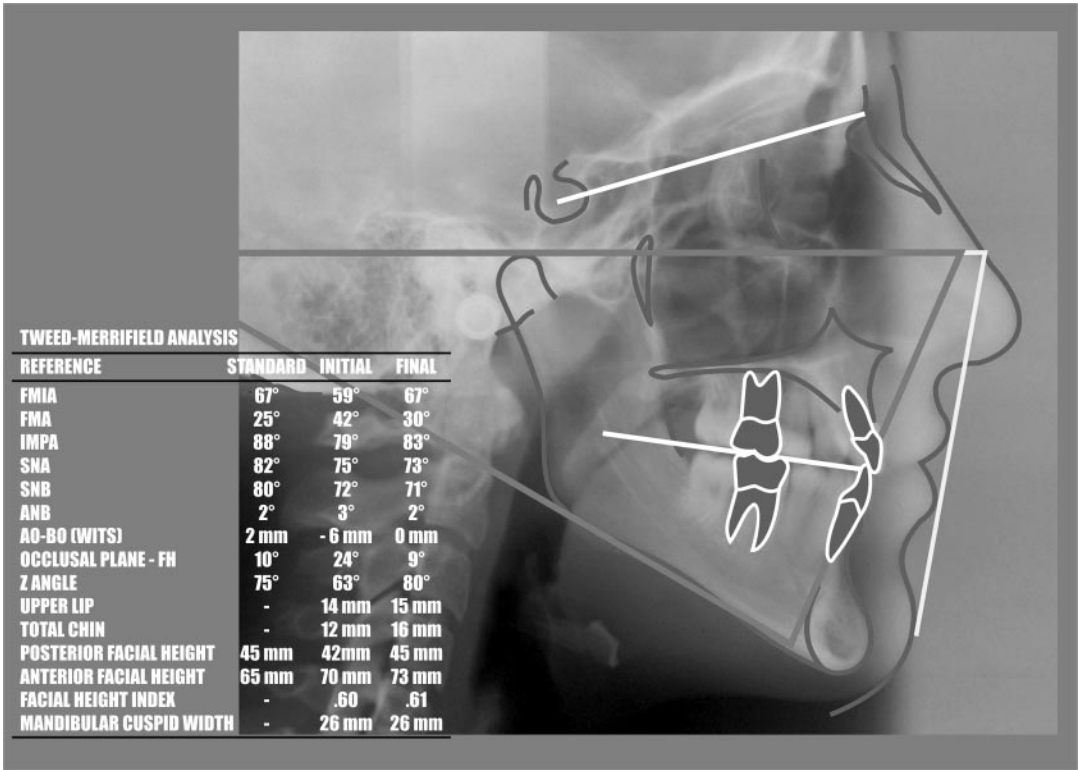 TWEED-MERRIFIELD ANALYSIS
REFERENCE STANDARD INITIAL FINAL
FMIA 67° 59° 67°
FMA 25° 42° 30°
IMPA 88° 79° 83°
SNA 82° 75° 73°
SNB 80° 72° 71°
ANB 2° 3° 2°
AO-BO (WITS) 2 mm - 6 mm 0 mm
OCCLUSAL PLANE - FH 10° 24° 9°
Z ANGLE 75° 63° 80°
UPPER LIP - 14 mm 15 mm
TOTAL CHIN - 12 mm 16 mm
POSTERIOR FACIAL HEIGHT 45 mm 42mm 45 mm
ANTERIOR FACIAL HEIGHT 65 mm 70 mm 73 mm
FACIAL HEIGHT INDEX - .60 .61
MANDIBULAR CUSPID WIDTH - 26 mm 26 mm